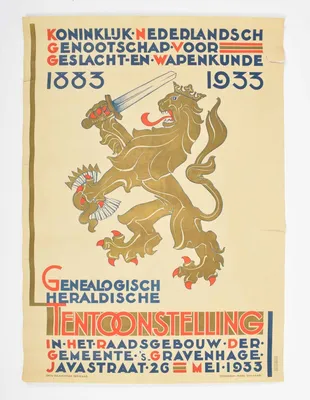 KONINKLIJK·NEDERLANDSCH
GENOOTSCHAP·VOOR
GESLACHT·EN·WAPENKUNDE
1883 1933
GENEALOGISCH
HERALDISCHE
TENTOONSTELLING
IN·HET·RAADSGEBOUW·DER
GEMEENTE·'s·GRAVENHAGE·
JAVASTRAAT·26 MEI·1933